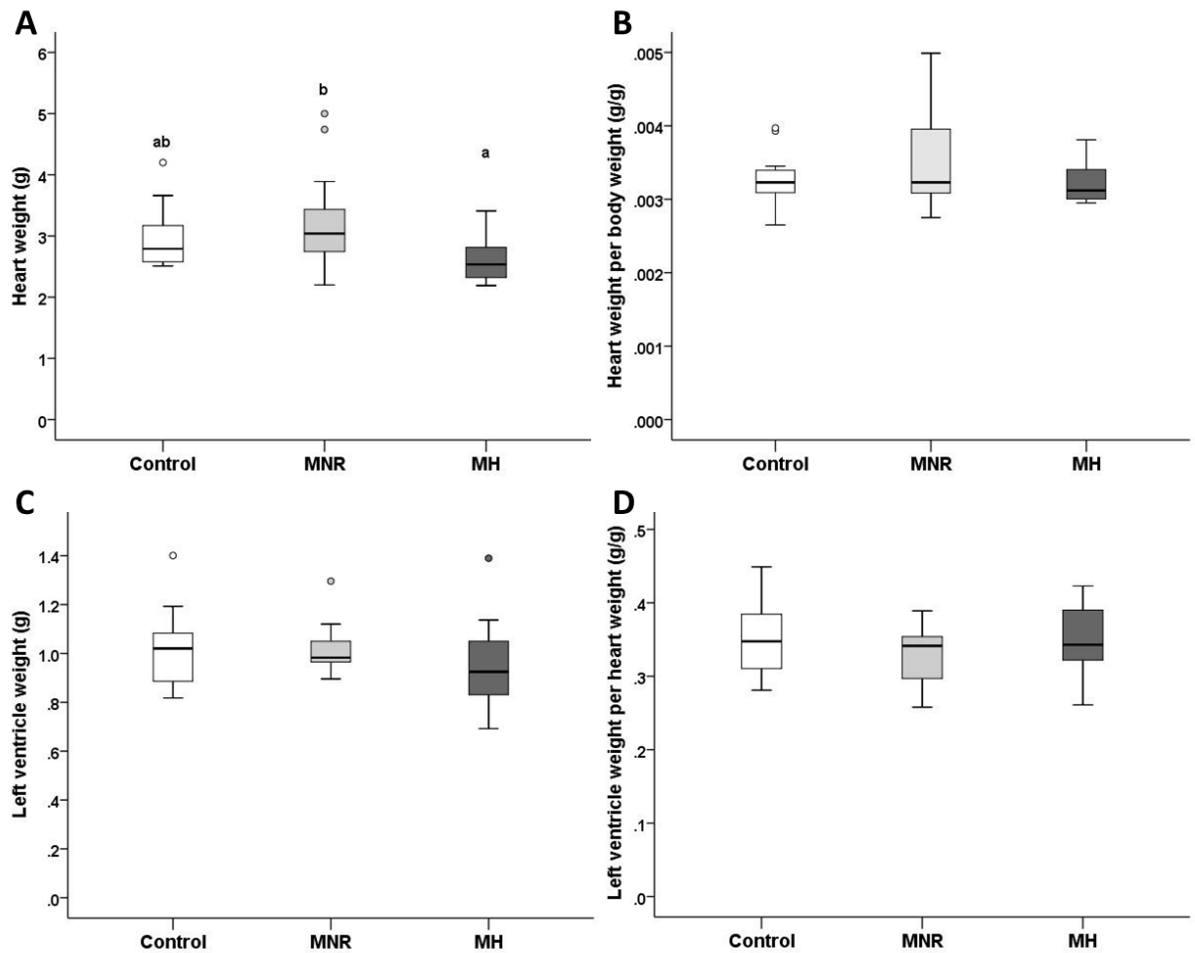 A
Heart weight (g)
6
5
4
3
2
1
0
ab
b
a
Control MNR MH
B
Heart weight per body weight (g/g)
.005
.004
.003
.002
.001
.000
Control MNR MH
C
Left ventricle weight (g)
1.4
1.2
1.0
.8
.6
.4
.2
.0
Control MNR MH
D
Left ventricle weight per heart weight (g/g)
.5
.4
.3
.2
.1
.0
Control MNR MH